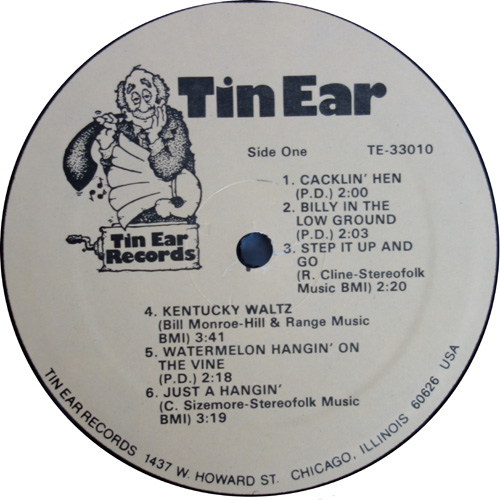 Tin Ear
Tin Ear
Records
Side One TE-33010
1. CACKLIN' HEN
(P.D.) 2:00
2. BILLY IN THE
LOW GROUND
(P.D.) 2:03
3. STEP IT UP AND
GO
(R. Cline-Stereofolk
Music BMI) 2:20
4. KENTUCKY WALTZ
(Bill Monroe-Hill & Range Music
BMI) 3:41
5. WATERMELON HANGIN' ON
THE VINE
(P.D.) 2:18
6. JUST A HANGIN'
(C. Sizemore-Stereofolk Music
BMI) 3:19
TIN EAR RECORDS 1437 W. HOWARD ST. CHICAGO, ILLINOIS 60626 USA